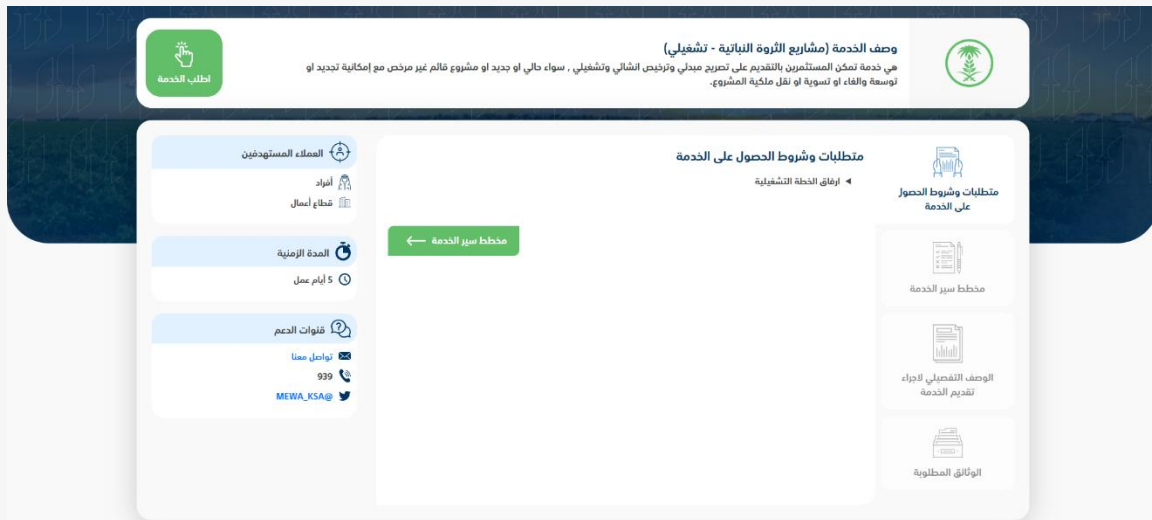 وصف الخدمة (مشاريع الثروة النباتية - تشغيلي)
هي خدمة تمكن المستثمرين بالتقديم على تصريح مبدئي وترخيص انشائي وتشغيلي , سواء حالي او جديد او مشروع قائم غير مرخص مع إمكانية تجديد او
توسعة والغاء او تسوية او نقل ملكية المشروع.
اطلب الخدمة
متطلبات وشروط الحصول
على الخدمة
مخطط سير الخدمة
الوصف التفصيلي لاجراء
تقديم الخدمة
الوثائق المطلوبة
متطلبات وشروط الحصول على الخدمة
ارفاق الخطة التشغيلية
مخطط سير الخدمة
العملاء المستهدفين
أفراد
قطاع أعمال
المدة الزمنية
5 أيام عمل
قنوات الدعم
تواصل معنا
939
MEWA_KSA@